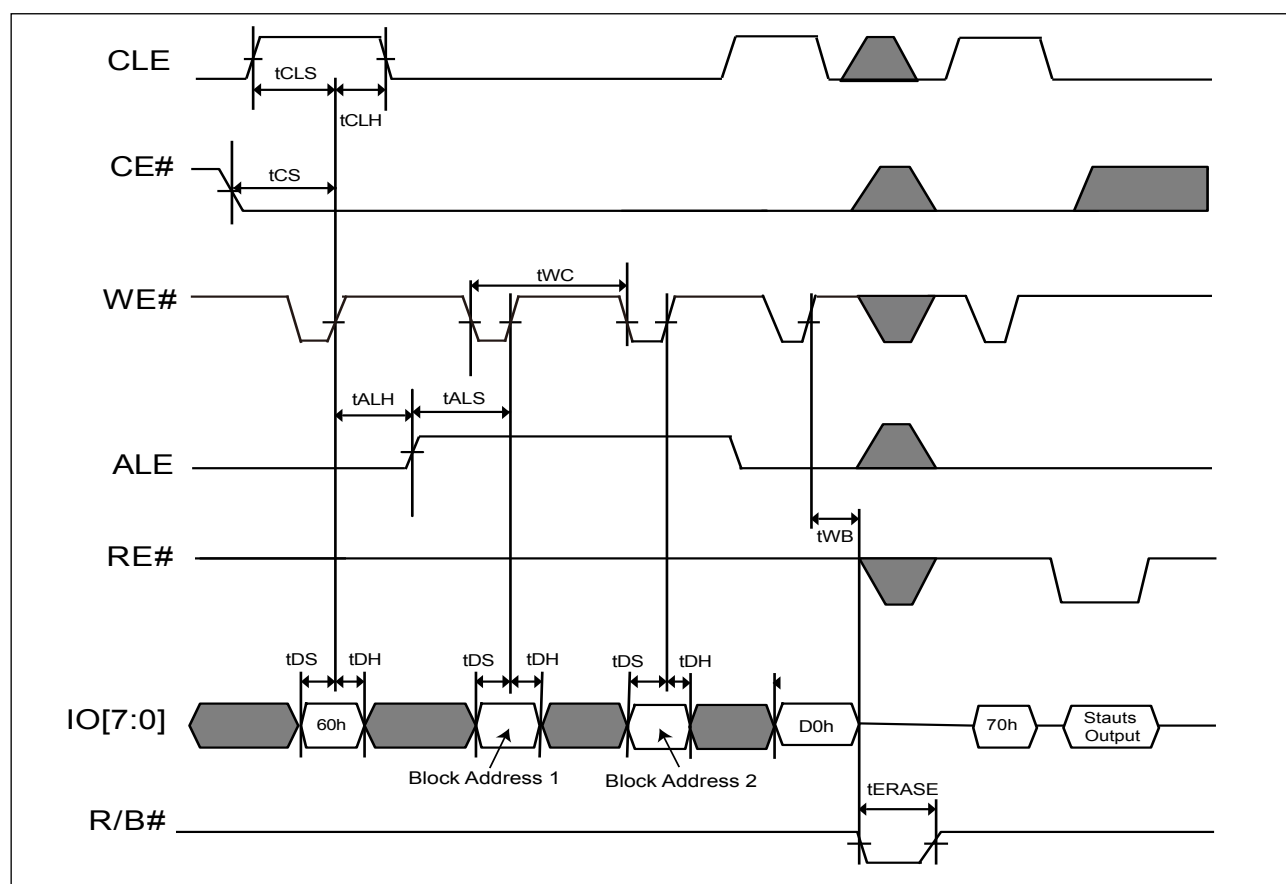 CLE
tCLS
tCLH
CE#
tCS
WE#
tWC
tALH
tALS
ALE
tWB
RE#
tDS
tDH
tDS
tDH
tDS
tDH
IO[7:0]
60h
D0h
70h
Stauts
Output
Block Address 1
Block Address 2
tERASE
R/B#